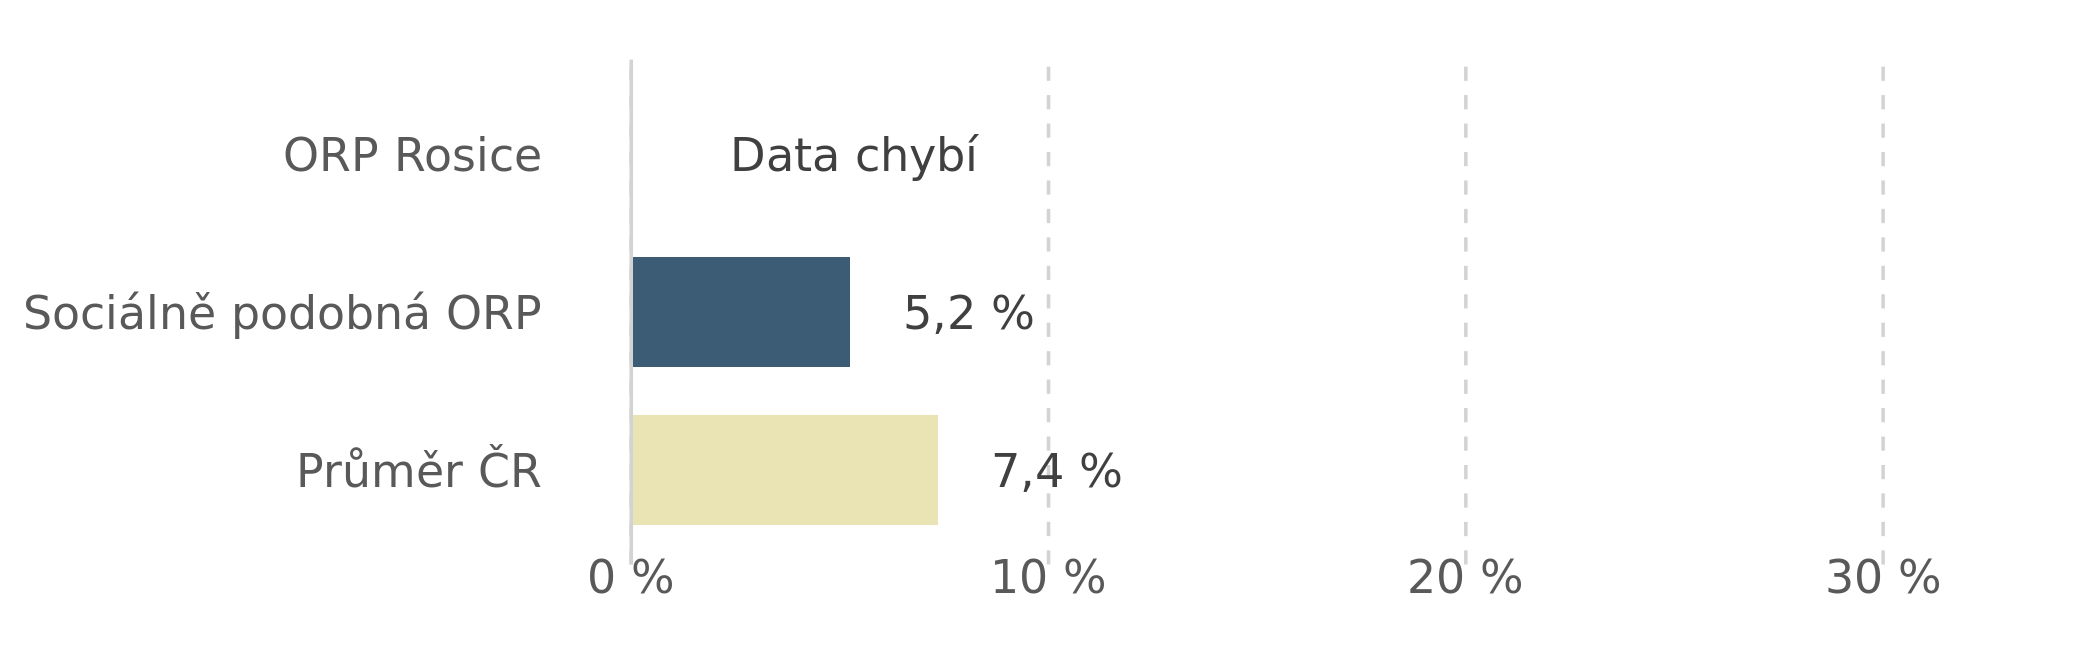 ORP Rosice
Data chybí
Sociálně podobná ORP
5,2 %
Průměr ČR
7,4 %
0 %
10 %
20 %
30 %